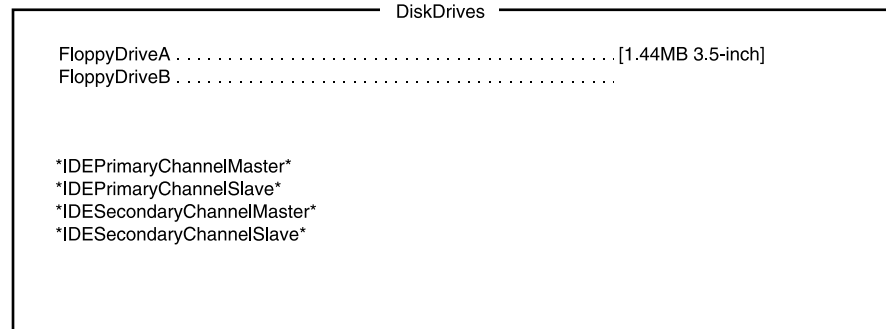 DiskDrives
FloppyDriveA . . . . . . . . . . . . . . . . . . . . . . . . . . . . . . . . . . . . . . . . . . . . [1.44MB 3.5-inch]
FloppyDriveB . . . . . . . . . . . . . . . . . . . . . . . . . . . . . . . . . . . . . . . . . . . .
*IDEPrimaryChannelMaster*
*IDEPrimaryChannelSlave*
*IDESecondaryChannelMaster*
*IDESecondaryChannelSlave*